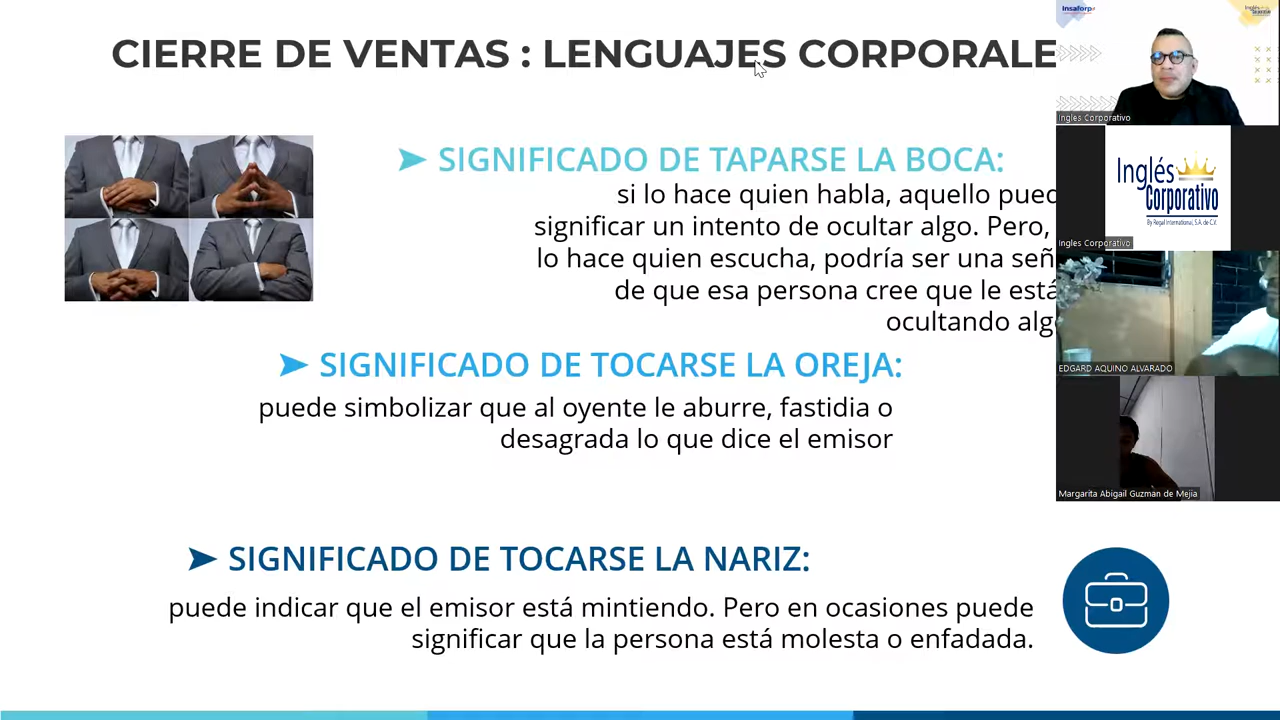 CIERRE DE VENTAS : LENGUAJES CORPORALE
➤ SIGNIFICADO DE TAPARSE LA BOCA:
si lo hace quien habla, aquello pued
significar un intento de ocultar algo. Pero,
lo hace quien escucha, podría ser una señ
de que esa persona cree que le está
ocultando alg
➤ SIGNIFICADO DE TOCARSE LA OREJA:
puede simbolizar que al oyente le aburre, fastidia o
desagrada lo que dice el emisor
➤ SIGNIFICADO DE TOCARSE LA NARIZ:
puede indicar que el emisor está mintiendo. Pero en ocasiones puede
significar que la persona está molesta o enfadada.
Insaforp
Ingles Corporativo
Inglés
Corporativo
By Regal International, S.A. de C.V.
Ingles Corporativo
EDGARD AQUINO ALVARADO
Margarita Abigail Guzman de Mejia